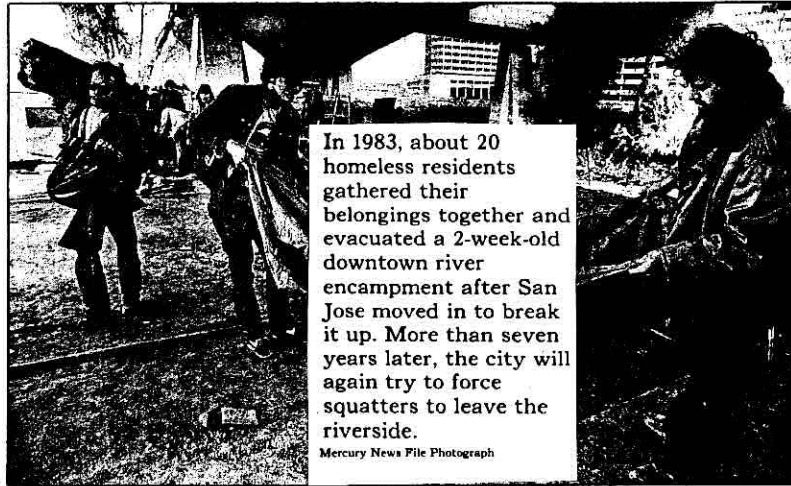 In 1983, about 20
homeless residents
gathered their
belongings together and
evacuated a 2-week-old
downtown river
encampment after San
Jose moved in to break
it up. More than seven
years later, the city will
again try to force
squatters to leave the
riverside.
Mercury News File Photograph